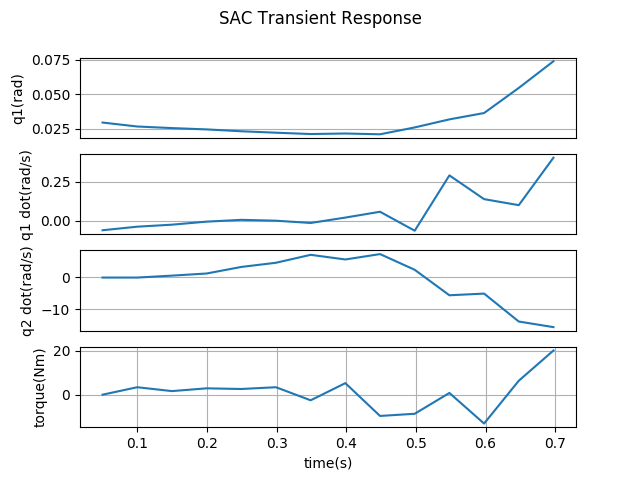 SAC Transient Response
q1(rad)
0.075
0.050
0.025
q1 dot(rad/s)
0.25
0.00
q2 dot(rad/s)
0
−10
torque(Nm)
20
0
0.1 0.2 0.3 0.4 0.5 0.6 0.7
time(s)